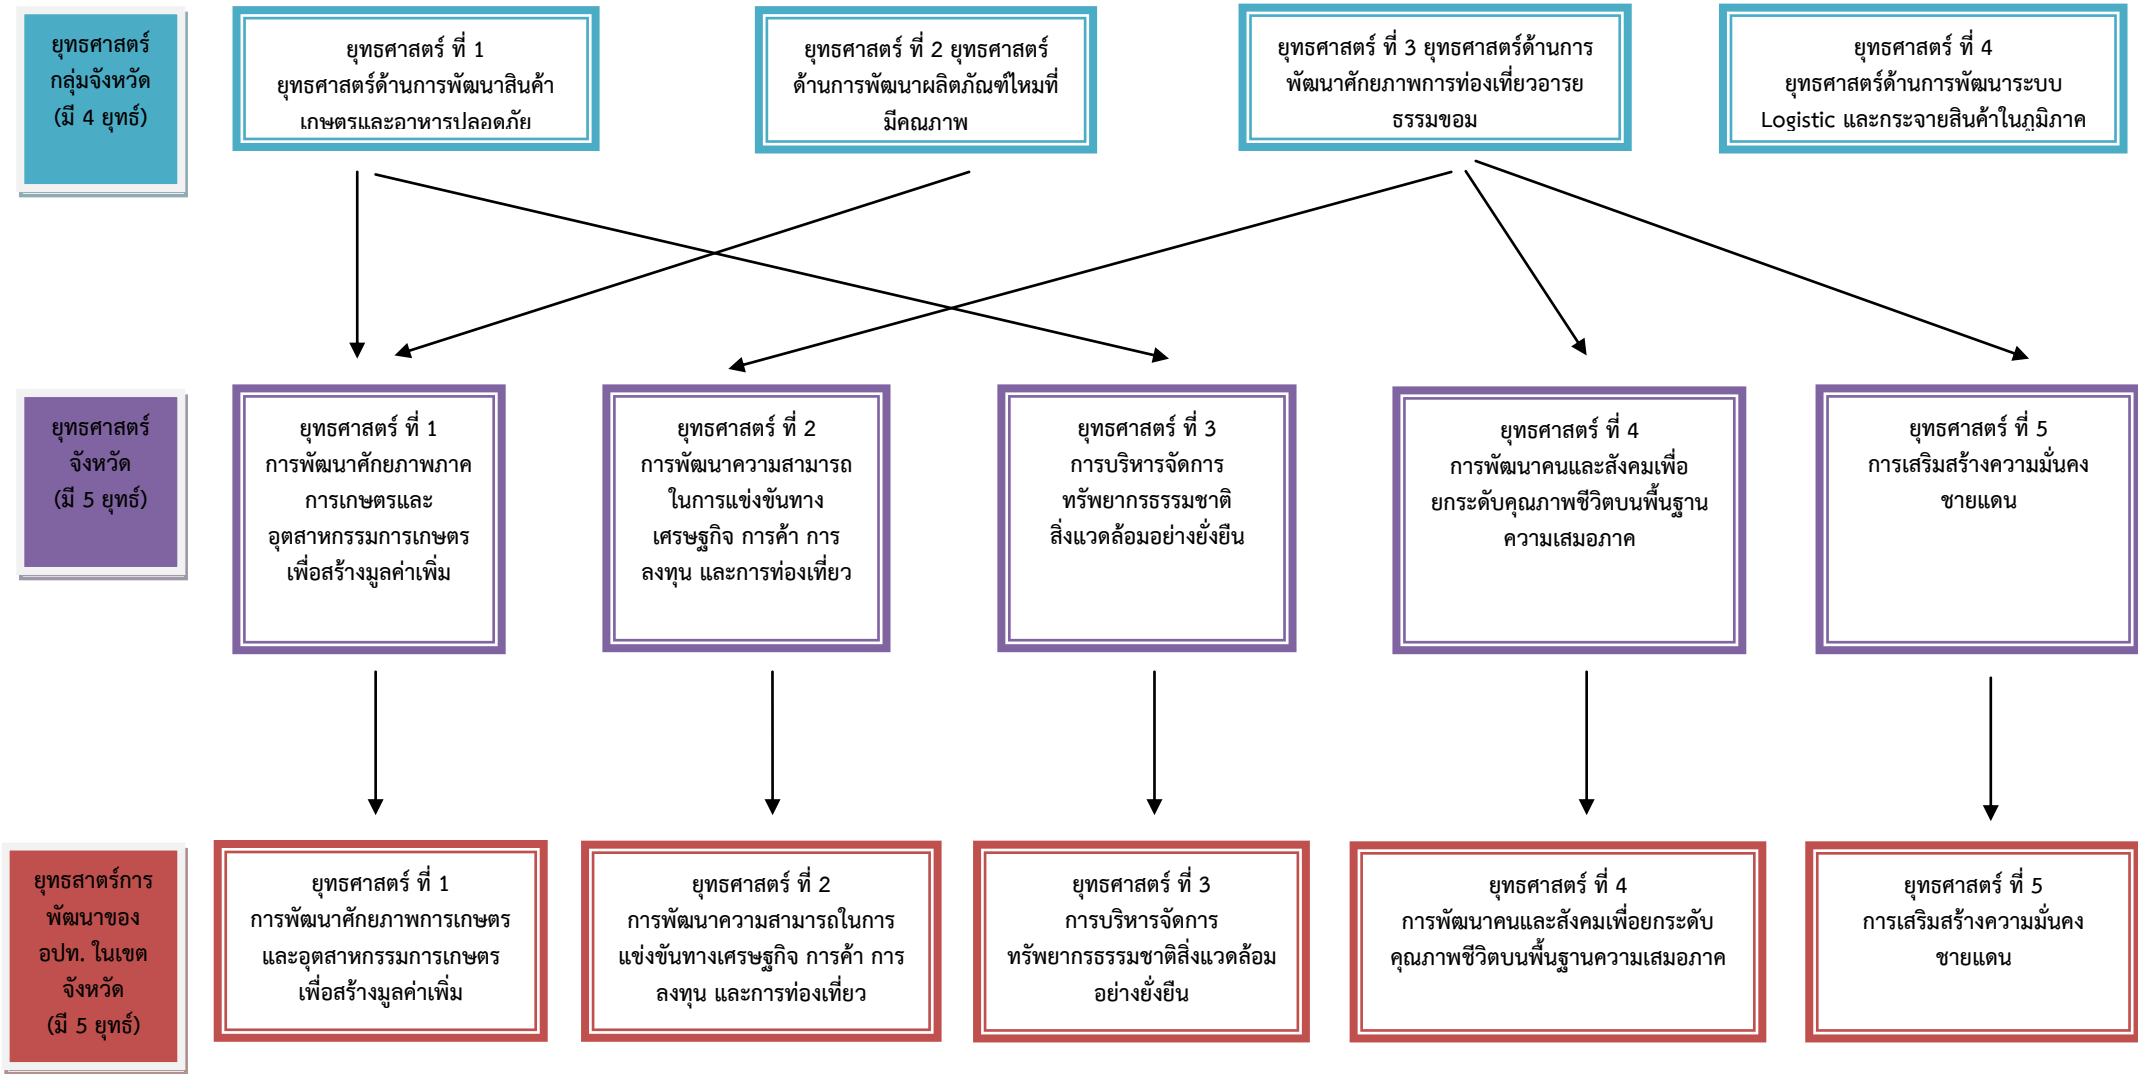 ยุทธศาสตร์
กลุ่มจังหวัด
(มี 4 ยุทธ์)
ยุทธศาสตร์ ที่ 1
ยุทธศาสตร์ด้านการพัฒนาสินค้า
เกษตรและอาหารปลอดภัย
ยุทธศาสตร์ ที่ 2 ยุทธศาสตร์
ด้านการพัฒนาผลิตภัณฑ์ไหมที่
มีคณภาพ
ยุทธศาสตร์ ที่ 3 ยุทธศาสตร์ด้านการ
พัฒนาศักยภาพการท่องเที่ยวอารย
ธรรมขอม
ยุทธศาสตร์ ที่ 4
ยุทธศาสตร์ด้านการพัฒนาระบบ
Logistic และกระจายสินค้าในภูมิภาค
ยุทธศาสตร์
จังหวัด
(มี 5 ยุทธ์)
ยุทธศาสตร์ ที่ 1
การพัฒนาศักยภาพภาค
การเกษตรและ
อุตสาหกรรมการเกษตร
เพื่อสร้างมูลค่าเพิ่ม
ยุทธศาสตร์ ที่ 2
การพัฒนาความสามารถ
ในการแข่งขันทาง
เศรษฐกิจ การค้า การ
ลงทุน และการท่องเที่ยว
ยุทธศาสตร์ ที่ 3
การบริหารจัดการ
ทรัพยากรธรรมชาติ
สิ่งแวดล้อมอย่างยั่งยืน
ยุทธศาสตร์ ที่ 4
การพัฒนาคนและสังคมเพื่อ
ยกระดับคุณภาพชีวิตบนพื้นฐาน
ความเสมอภาค
ยุทธศาสตร์ ที่ 5
การเสริมสร้างความมั่นคง
ชายแดน
ยุทธสาตร์การ
พัฒนาของ
อปท. ในเขต
จังหวัด
(มี 5 ยุทธ์)
ยุทธศาสตร์ ที่ 1
การพัฒนาศักยภาพการเกษตร
และอุตสาหกรรมการเกษตร
เพื่อสร้างมูลค่าเพิ่ม
ยุทธศาสตร์ ที่ 2
การพัฒนาความสามารถในการ
แข่งขันทางเศรษฐกิจ การค้า การ
ลงทุน และการท่องเที่ยว
ยุทธศาสตร์ ที่ 3
การบริหารจัดการ
ทรัพยากรธรรมชาติสิ่งแวดล้อม
อย่างยั่งยืน
ยุทธศาสตร์ ที่ 4
การพัฒนาคนและสังคมเพื่อยกระดับ
คุณภาพชีวิตบนพื้นฐานความเสมอภาค
ยุทธศาสตร์ ที่ 5
การเสริมสร้างความมั่นคง
ชายแดน